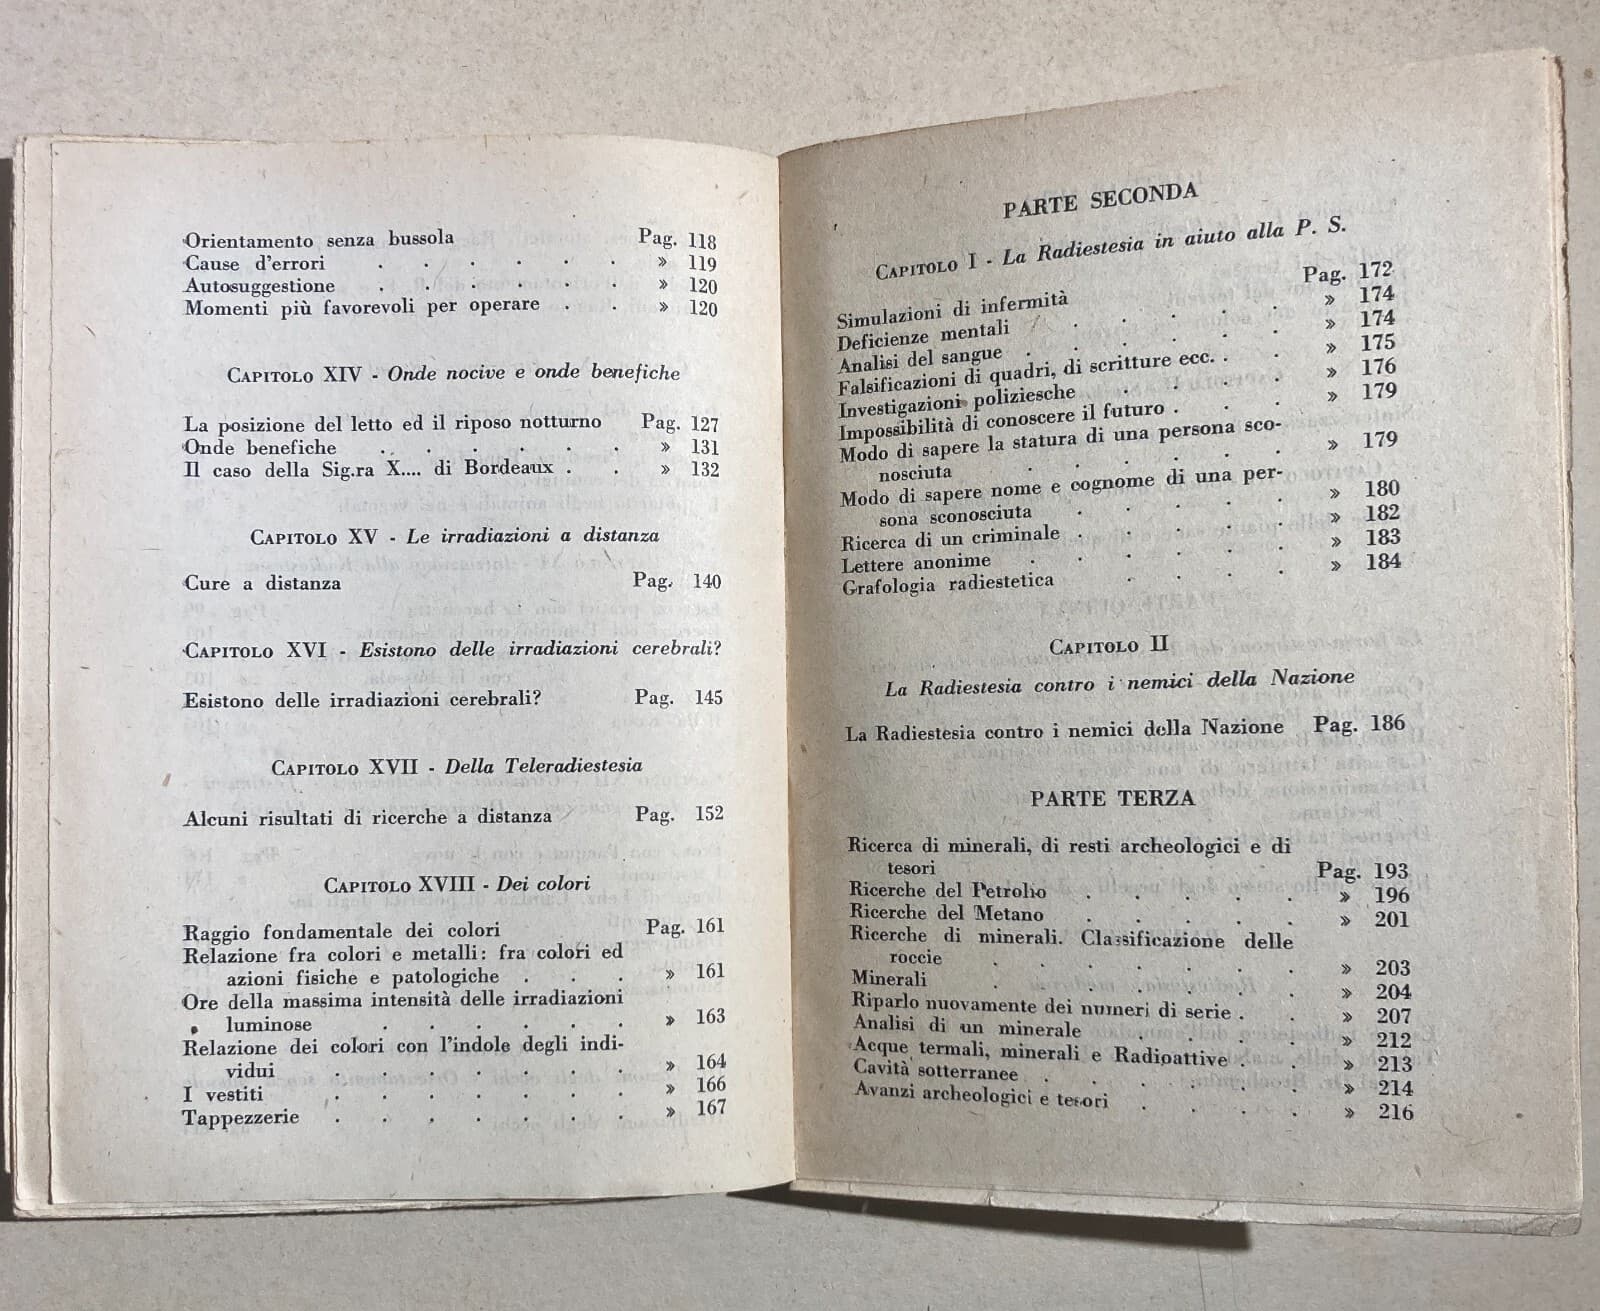 Orientamento senza bussola Pag. 118
Cause d'errori . . . . . . » 119
Autosuggestione . . . . . . » 120
Momenti più favorevoli per operare . . » 120
CAPITOLO XIV - Onde nocive e onde benefiche
La posizione del letto ed il riposo notturno Pag. 127
Onde benefiche . . . . . . » 131
Il caso della Sig.ra X.... di Bordeaux . . » 132
CAPITOLO XV - Le irradiazioni a distanza
Cure a distanza Pag. 140
CAPITOLO XVI - Esistono delle irradiazioni cerebrali?
Esistono delle irradiazioni cerebrali? Pag. 145
CAPITOLO XVII - Della Teleradiestesia
Alcuni risultati di ricerche a distanza Pag. 152
CAPITOLO XVIII - Dei colori
Raggio fondamentale dei colori Pag. 161
Relazione fra colori e metalli: fra colori ed
azioni fisiche e patologiche . . . » 161
Ore della massima intensità delle irradiazioni
luminose . . . . . . » 163
Relazione dei colori con l'indole degli indi-
vidui . . . . . . . » 164
I vestiti . . . . . . . » 166
Tappezzerie . . . . . . . » 167
PARTE SECONDA
CAPITOLO I - La Radiestesia in aiuto alla P. S.
Simulazioni di infermità Pag. 172
Deficienze mentali . . . . . » 174
Analisi del sangue . . . . . . » 174
Falsificazioni di quadri, di scritture ecc. . . » 175
Investigazioni poliziesche . . . . » 176
Impossibilità di conoscere il futuro . . . » 179
Modo di sapere la statura di una persona sco-
nosciuta . . . . . . » 179
Modo di sapere nome e cognome di una per-
sona sconosciuta . . . . . » 180
Ricerca di un criminale . . . . . » 182
Lettere anonime . . . . . . » 183
Grafologia radiestetica . . . . » 184
CAPITOLO II
La Radiestesia contro i nemici della Nazione
La Radiestesia contro i nemici della Nazione Pag. 186
PARTE TERZA
Ricerca di minerali, di resti archeologici e di
tesori Pag. 193
Ricerche del Petrolio . . . . . » 196
Ricerche del Metano . . . . . » 201
Ricerche di minerali. Classificazione delle
roccie . . . . . . . » 203
Minerali . . . . . . . » 204
Riparlo nuovamente dei numeri di serie . . » 207
Analisi di un minerale . . . . . » 212
Acque termali, minerali e Radioattive . . » 213
Cavità sotterranee . . . . . . » 214
Avanzi archeologici e tesori . . . . » 216